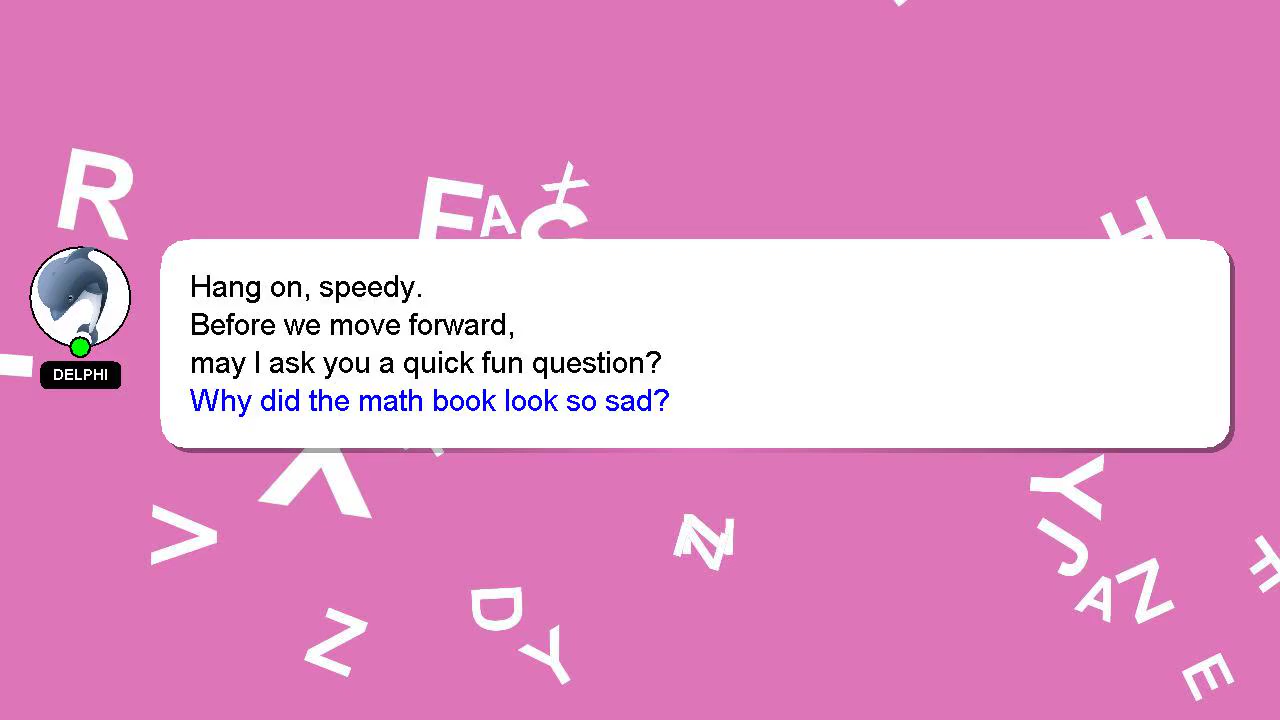 R
F
A
X
S
H
Hang on, speedy.
Before we move forward,
may I ask you a quick fun question?
Why did the math book look so sad?
DELPHI
X
Y
V
N
Z
J
D
A
Z
F
N
Y
E